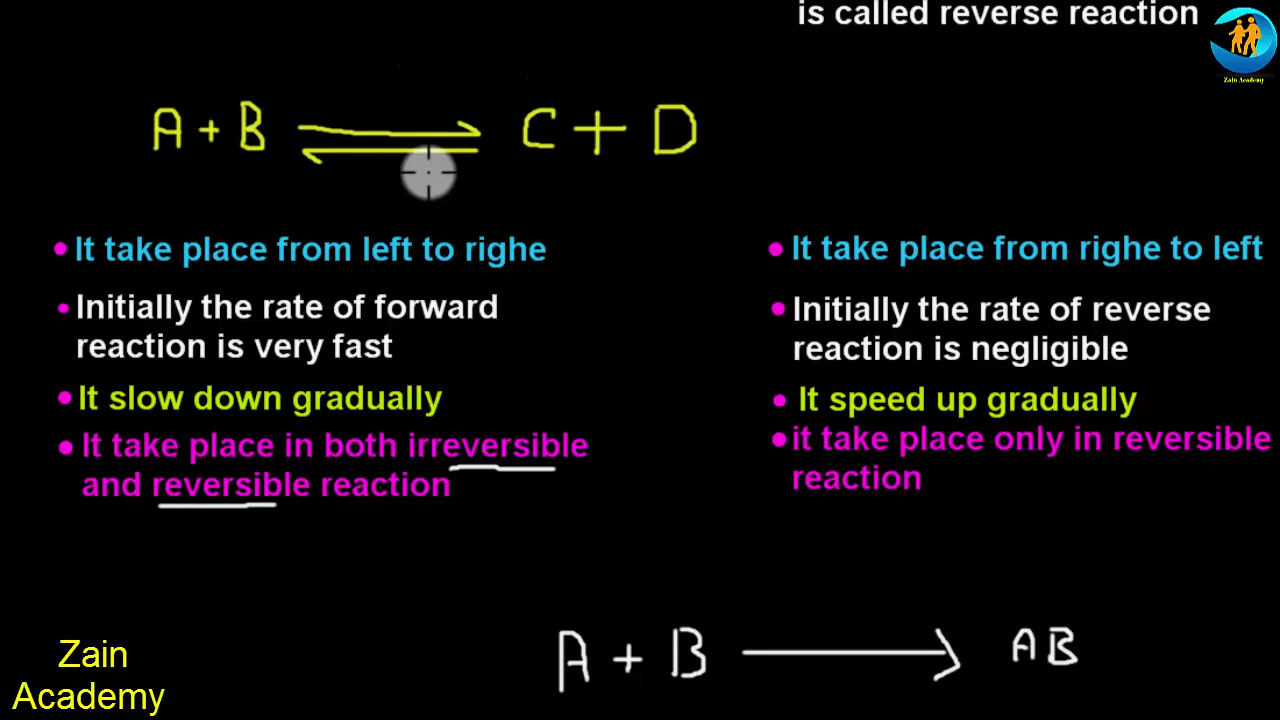 is called reverse reaction
Zain Academy
A + B ⇌ C + D
•It take place from left to righe
•Initially the rate of forward
reaction is very fast
•It slow down gradually
•It take place in both irreversible
and reversible reaction
•It take place from righe to left
•Initially the rate of reverse
reaction is negligible
•It speed up gradually
•it take place only in reversible
reaction
A + B → AB
Zain
Academy